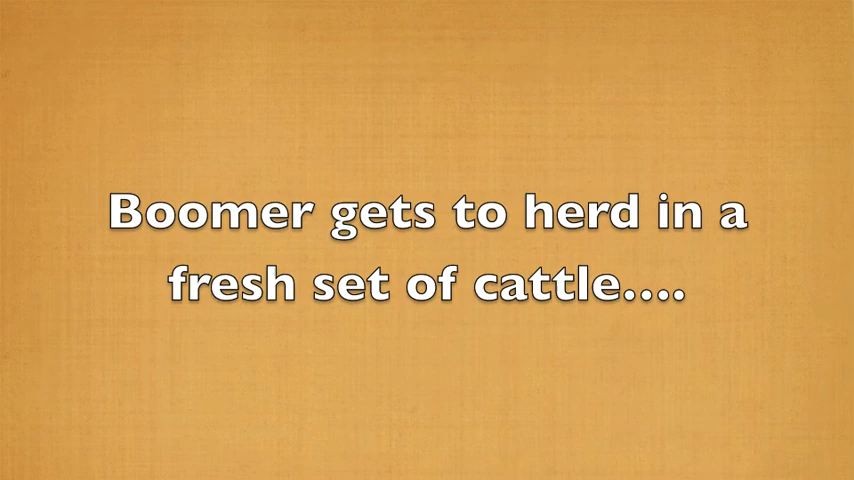 Boomer gets to herd in a
fresh set of cattle....